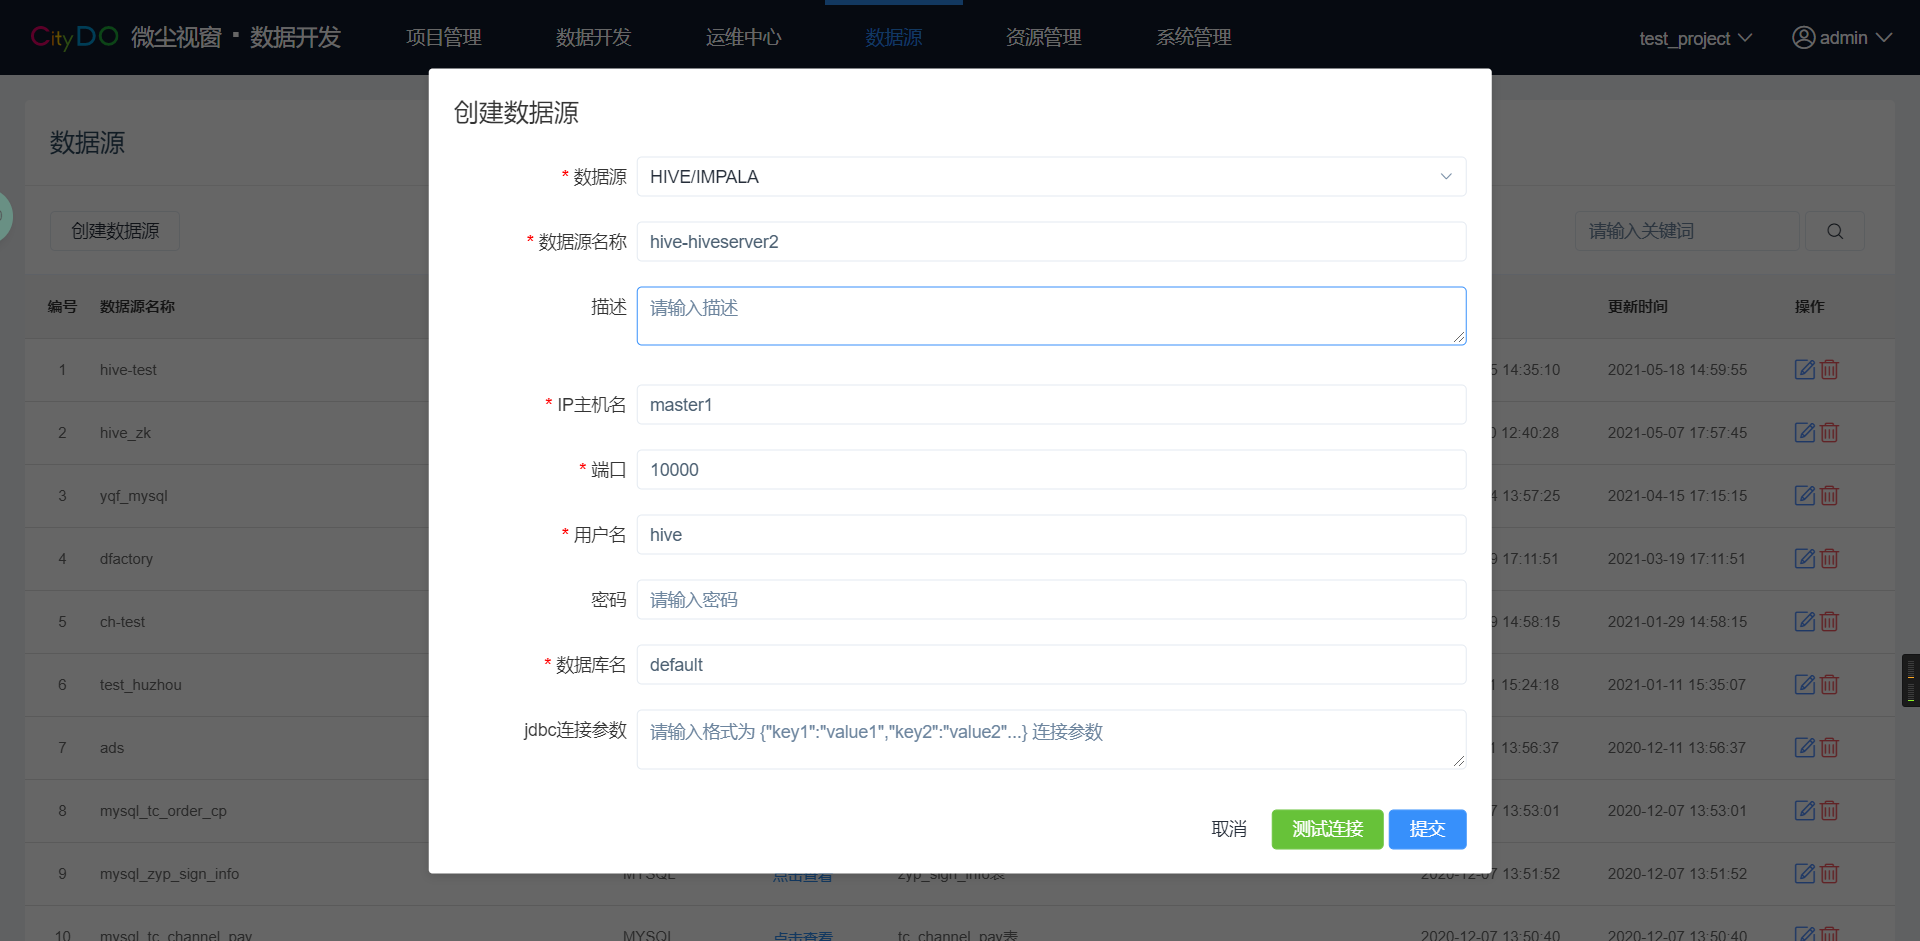 CityDO 微尘视窗 · 数据开发
项目管理
数据开发
运维中心
数据源
资源管理
系统管理
test_project
admin
数据源
创建数据源
请输入关键词
编号 数据源名称 更新时间 操作
1 hive-test 14:35:10 2021-05-18 14:59:55
2 hive_zk 12:40:28 2021-05-07 17:57:45
3 yqf_mysql 13:57:25 2021-04-15 17:15:15
4 dfactory 17:11:51 2021-03-19 17:11:51
5 ch-test 14:58:15 2021-01-29 14:58:15
6 test_huzhou 15:24:18 2021-01-11 15:35:07
7 ads 13:56:37 2020-12-11 13:56:37
8 mysql_tc_order_cp 13:53:01 2020-12-07 13:53:01
9 mysql_zyp_sign_info MYSQL 点击查看 zyp_sign_info表 2020-12-07 13:51:52 2020-12-07 13:51:52
10 mysql_tc_channel_pay MYSQL 点击查看 tc_channel_pay表 2020-12-07 13:50:40 2020-12-07 13:50:40
创建数据源
* 数据源 HIVE/IMPALA
* 数据源名称 hive-hiveserver2
描述 请输入描述
* IP主机名 master1
* 端口 10000
* 用户名 hive
密码 请输入密码
* 数据库名 default
jdbc连接参数 请输入格式为 {"key1":"value1","key2":"value2"...} 连接参数
取消 测试连接 提交